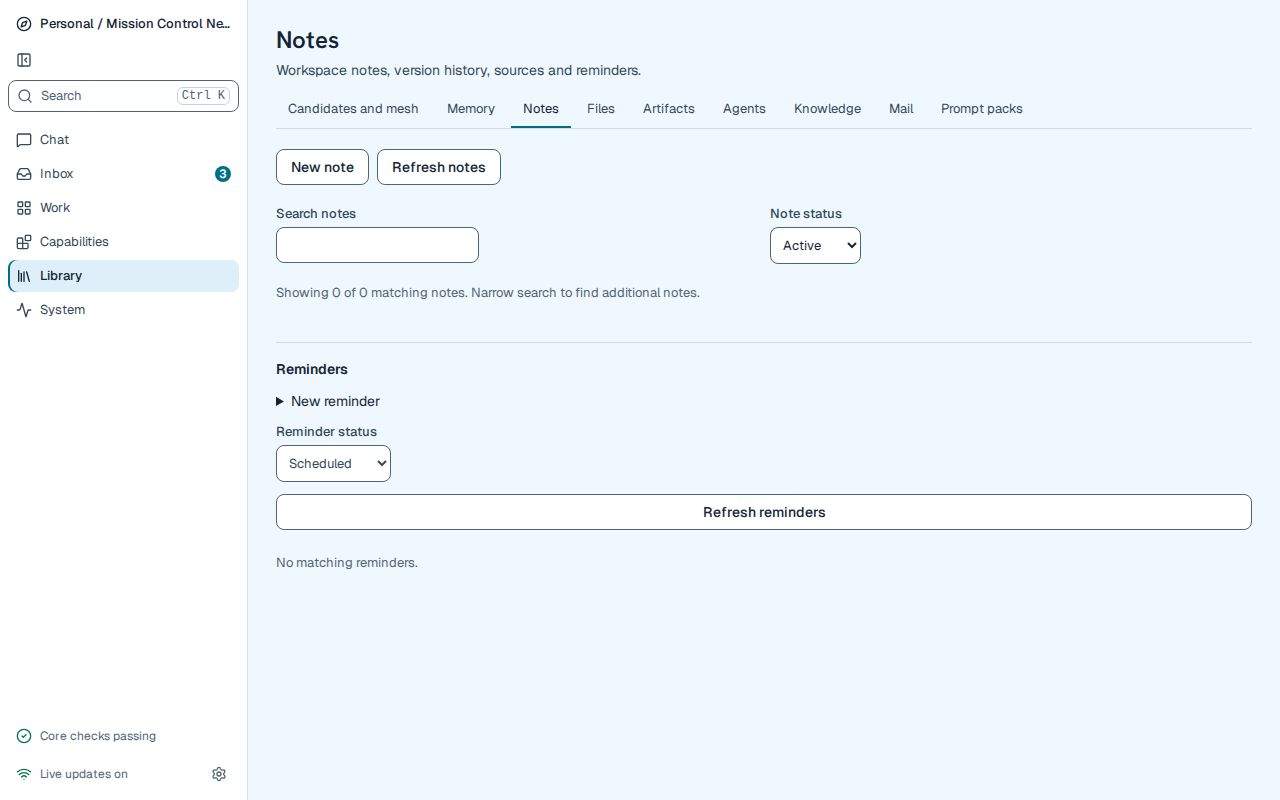 Personal / Mission Control Ne...
Search
Ctrl K
Chat
Inbox
3
Work
Capabilities
Library
System
Core checks passing
Live updates on
Notes
Workspace notes, version history, sources and reminders.
Candidates and mesh
Memory
Notes
Files
Artifacts
Agents
Knowledge
Mail
Prompt packs
New note
Refresh notes
Search notes
Note status
Active
Showing 0 of 0 matching notes. Narrow search to find additional notes.
Reminders
New reminder
Reminder status
Scheduled
Refresh reminders
No matching reminders.